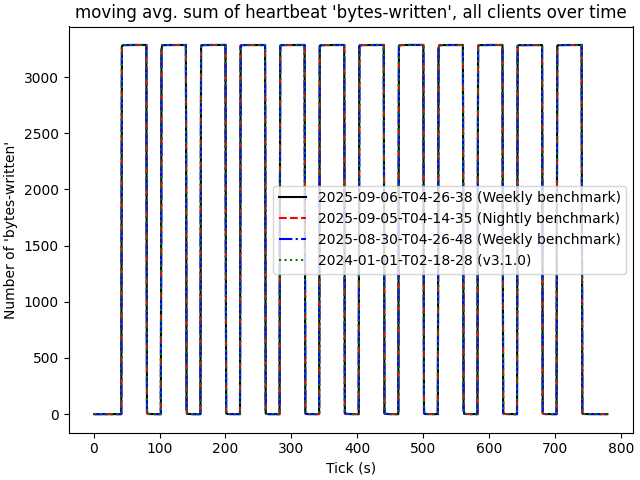 moving avg. sum of heartbeat 'bytes-written', all clients over time
Number of 'bytes-written'
3000
2500
2000
1500
1000
500
0
2025-09-06-T04-26-38 (Weekly benchmark)
2025-09-05-T04-14-35 (Nightly benchmark)
2025-08-30-T04-26-48 (Weekly benchmark)
2024-01-01-T02-18-28 (v3.1.0)
0 100 200 300 400 500 600 700 800
Tick (s)